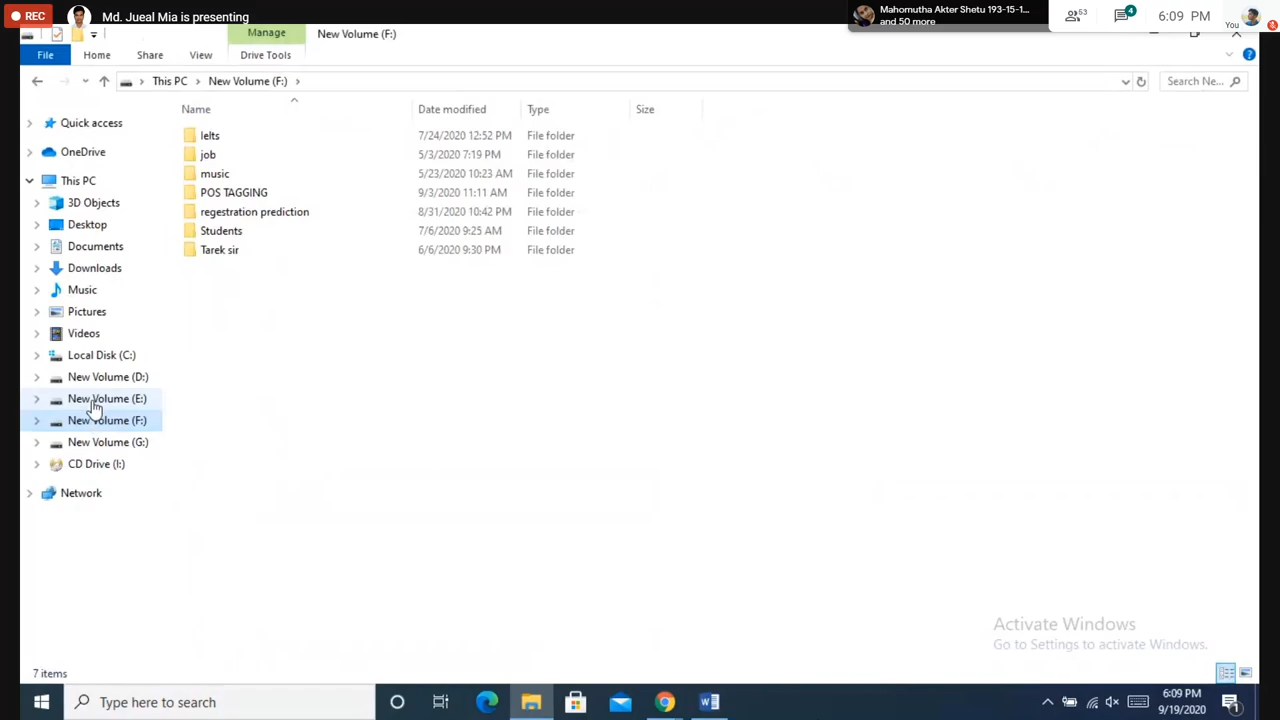 REC
Md. Jueal Mia is presenting
Mahomutha Akter Shetu 193-15-1...
and 50 more
53
4
6:09 PM
You
Manage
New Volume (F:)
File
Home
Share
View
Drive Tools
This PC > New Volume (F:) >
Search Ne...
Name
Date modified
Type
Size
Quick access
OneDrive
This PC
3D Objects
Desktop
Documents
Downloads
Music
Pictures
Videos
Local Disk (C:)
New Volume (D:)
New Volume (E:)
New Volume (F:)
New Volume (G:)
CD Drive (I:)
Network
Ielts 7/24/2020 12:52 PM File folder
job 5/3/2020 7:19 PM File folder
music 5/23/2020 10:23 AM File folder
POS TAGGING 9/3/2020 11:11 AM File folder
regestration prediction 8/31/2020 10:42 PM File folder
Students 7/6/2020 9:25 AM File folder
Tarek sir 6/6/2020 9:30 PM File folder
Activate Windows
Go to Settings to activate Windows.
7 items
Type here to search
6:09 PM
9/19/2020
1